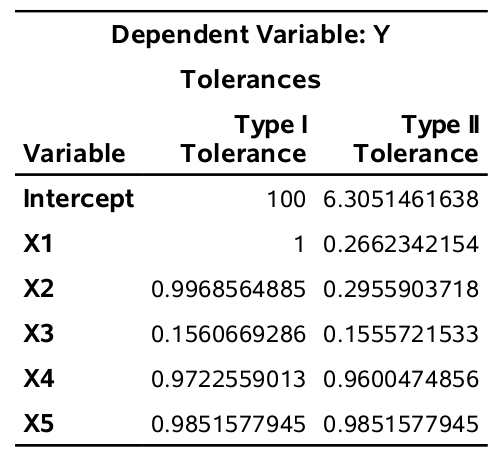 Dependent Variable: Y
Tolerances
Variable Type I Tolerance Type II Tolerance
Intercept 100 6.3051461638
X1 1 0.2662342154
X2 0.9968564885 0.2955903718
X3 0.1560669286 0.1555721533
X4 0.9722559013 0.9600474856
X5 0.9851577945 0.9851577945